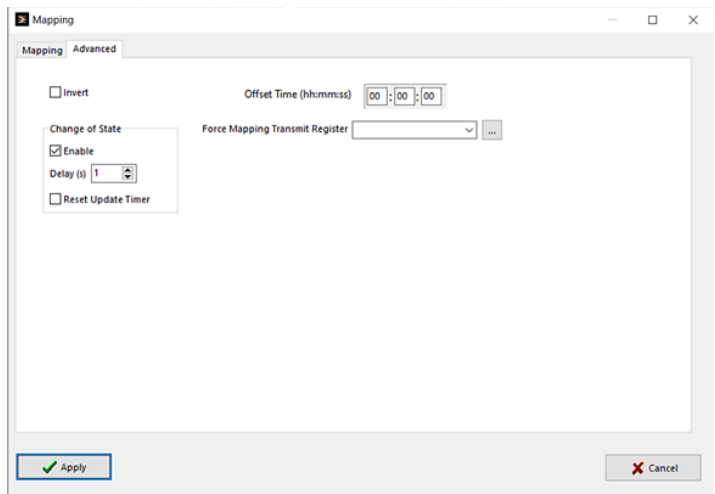 Mapping
Mapping Advanced
Invert
Offset Time (hh:mm:ss) 00 : 00 : 00
Change of State
Force Mapping Transmit Register ...
Enable
Delay (s) 1
Reset Update Timer
Apply
Cancel